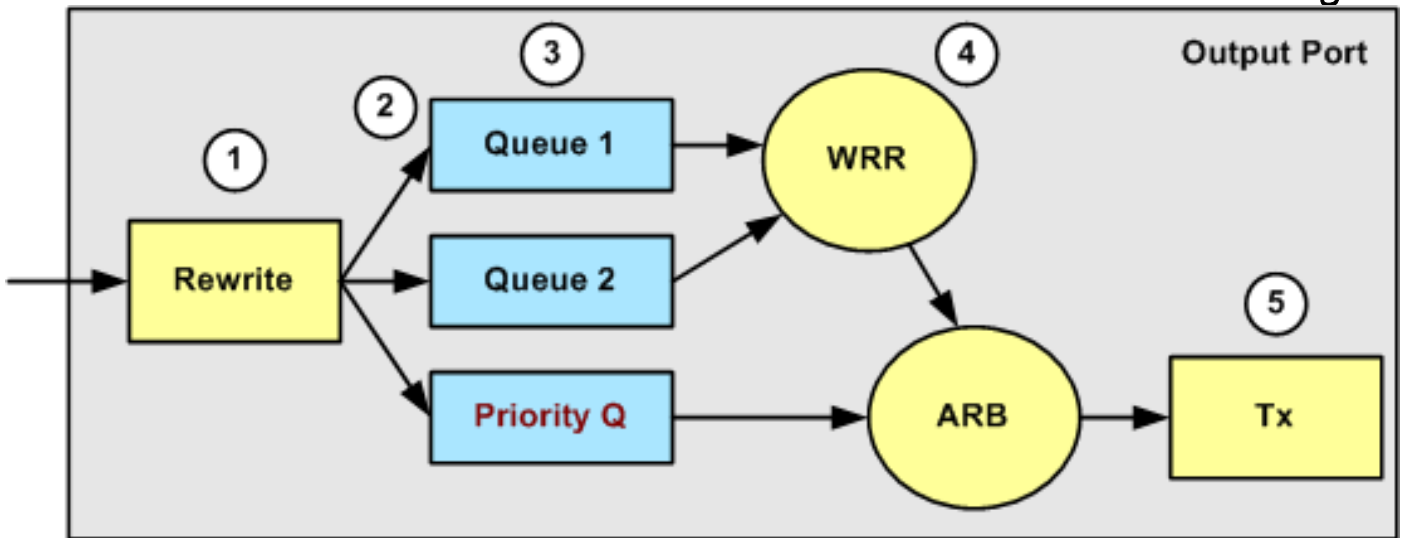 3
4
Output Port
2
Queue 1
WRR
1
Rewrite
Queue 2
5
Priority Q
ARB
Tx